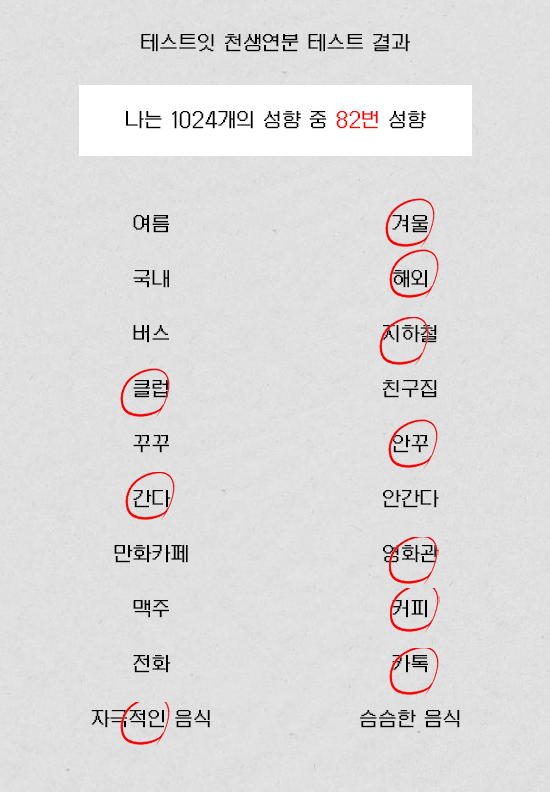 테스트잇 천생연분 테스트 결과
나는 1024개의 성향 중 82번 성향
여름 겨울
국내 해외
버스 지하철
클럽 친구집
꾸꾸 안꾸
간다 안간다
만화카페 영화관
맥주 커피
전화 카톡
자극적인 음식 슴슴한 음식